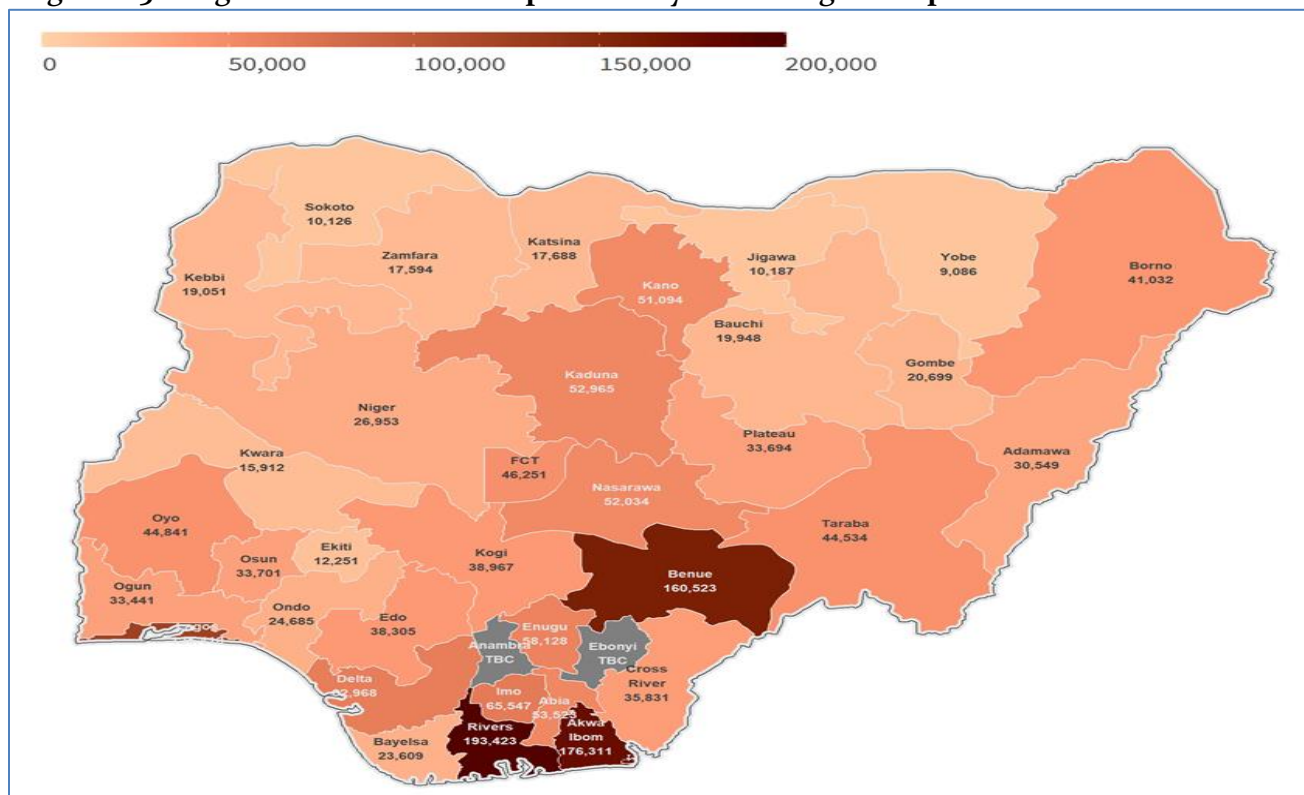 0 50,000 100,000 150,000 200,000
Sokoto
10,126
Zamfara
17,594
Katsina
17,688
Kebbi
19,051
Kano
51,094
Jigawa
10,187
Yobe
9,086
Borno
41,032
Bauchi
19,948
Gombe
20,699
Kaduna
52,965
Niger
26,953
Plateau
33,694
Adamawa
30,549
Kwara
15,912
FCT
46,251
Nasarawa
52,034
Taraba
44,534
Oyo
44,841
Osun
33,701
Ekiti
12,251
Kogi
38,967
Benue
160,523
Ogun
33,441
Ondo
24,685
Edo
38,305
Enugu
58,128
Anambra
TBC
Ebonyi
TBC
Cross
River
35,831
Delta
Imo
65,547
Abia
53,523
Rivers
193,423
Akwa
Ibom
176,311
Bayelsa
23,609